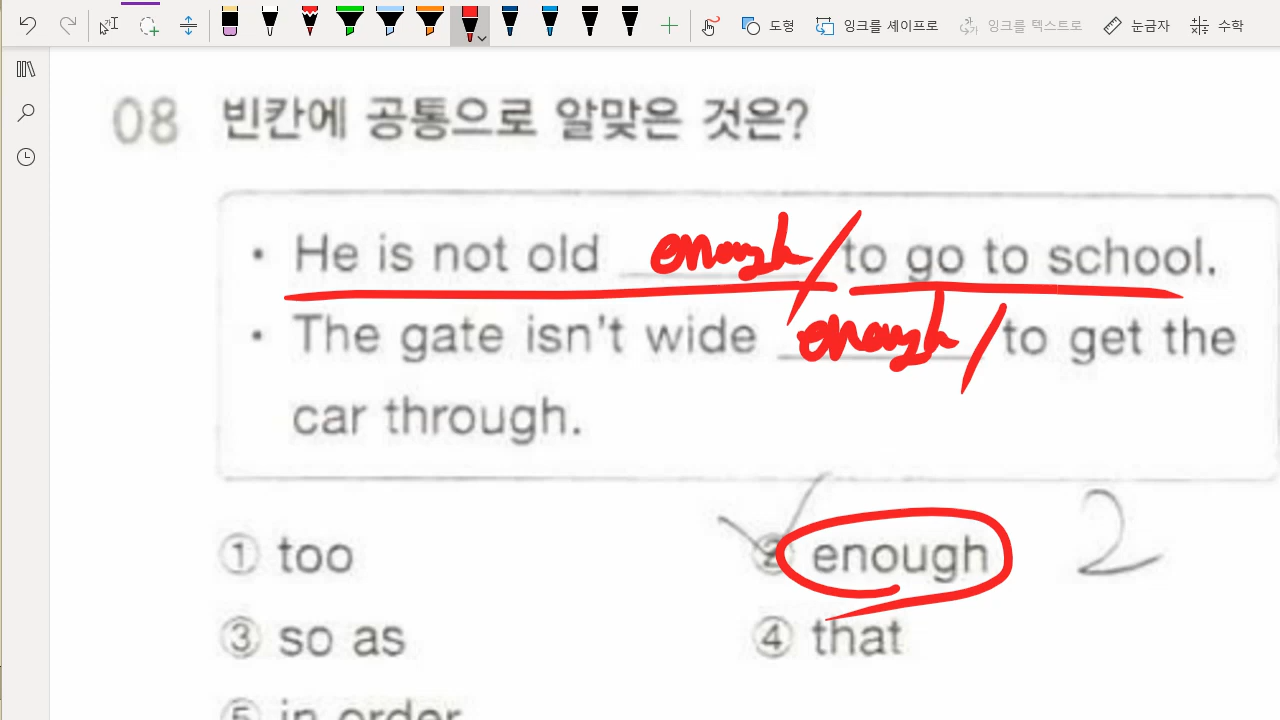 도형 잉크를 셰이프로 잉크를 텍스트로 눈금자 수학
08 빈칸에 공통으로 알맞은 것은?
• He is not old enough / to go to school.
• The gate isn't wide enough / to get the
car through.
① too ② enough 2
③ so as ④ that
⑤ in order